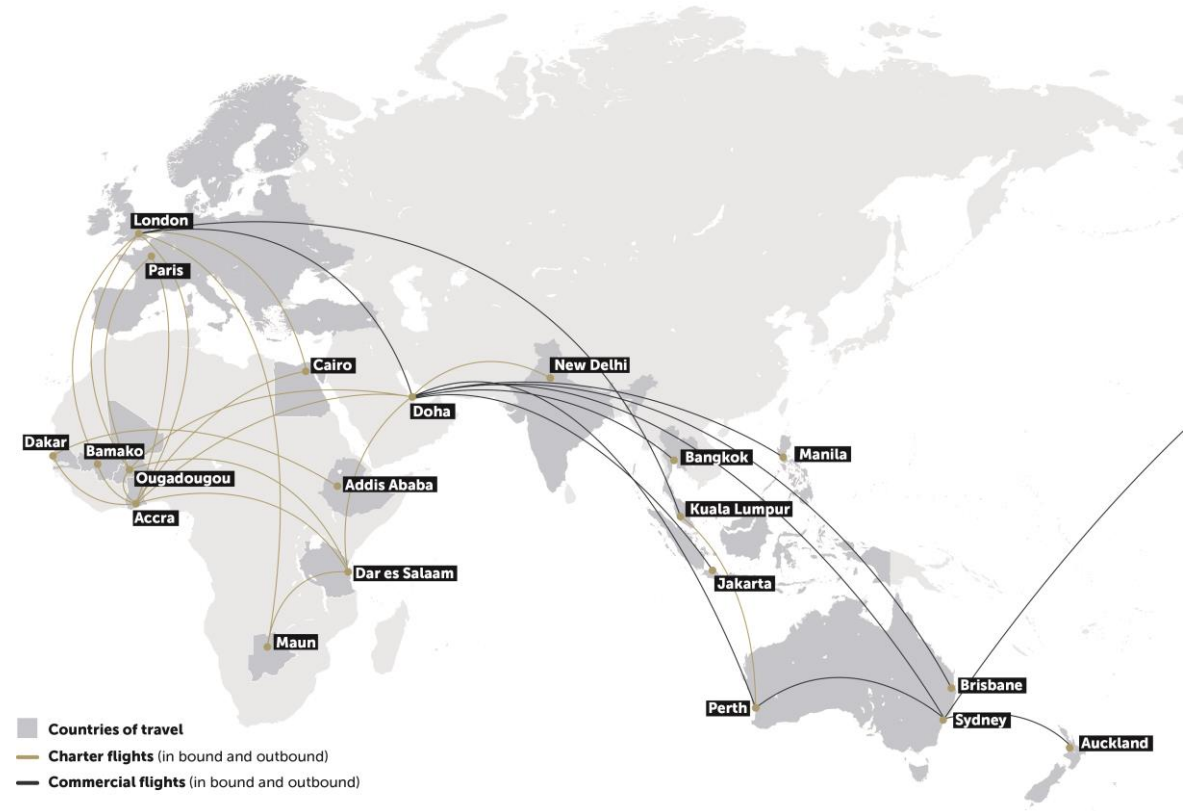 London
Paris
Cairo
New Delhi
Doha
Dakar
Bamako
Manila
Bangkok
Ougadougou
Addis Ababa
Kuala Lumpur
Accra
Dar es Salaam
Jakarta
Maun
Brisbane
Perth
Sydney
Auckland
Countries of travel
Charter flights (in bound and outbound)
Commercial flights (in bound and outbound)